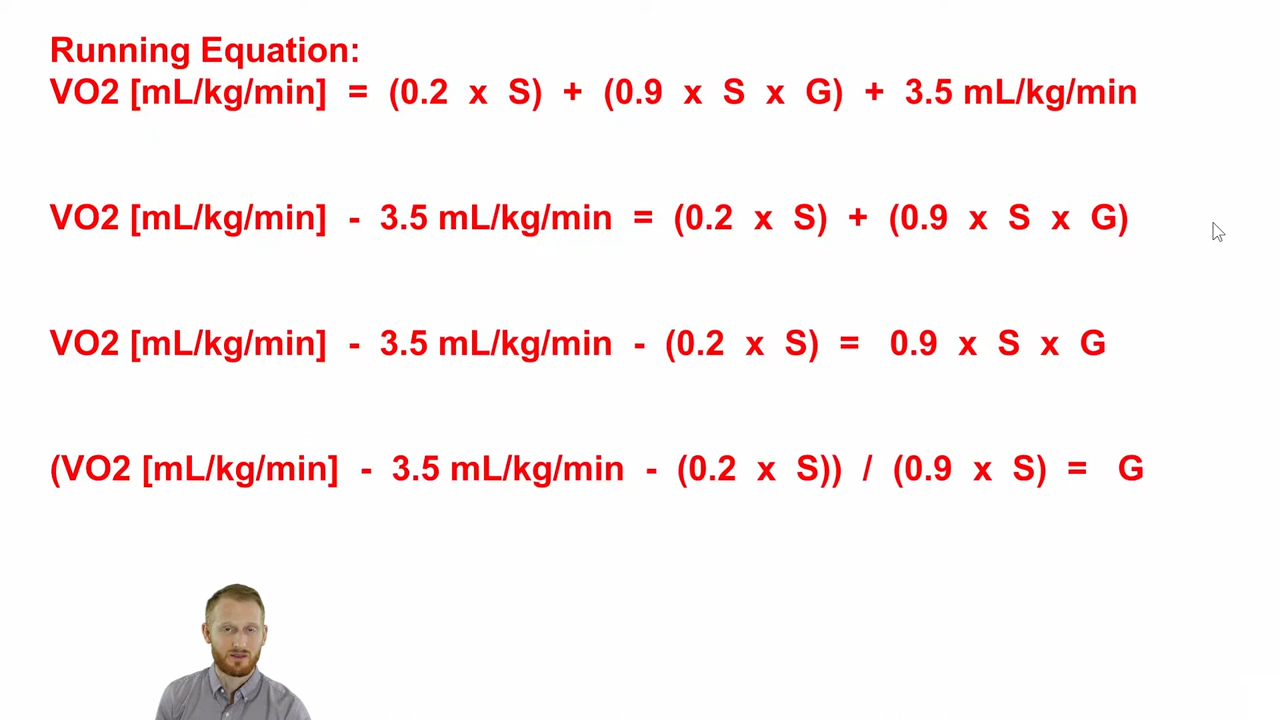 Running Equation:
VO2 [mL/kg/min] = (0.2 x S) + (0.9 x S x G) + 3.5 mL/kg/min
VO2 [mL/kg/min] - 3.5 mL/kg/min = (0.2 x S) + (0.9 x S x G)
VO2 [mL/kg/min] - 3.5 mL/kg/min - (0.2 x S) = 0.9 x S x G
(VO2 [mL/kg/min] - 3.5 mL/kg/min - (0.2 x S)) / (0.9 x S) = G